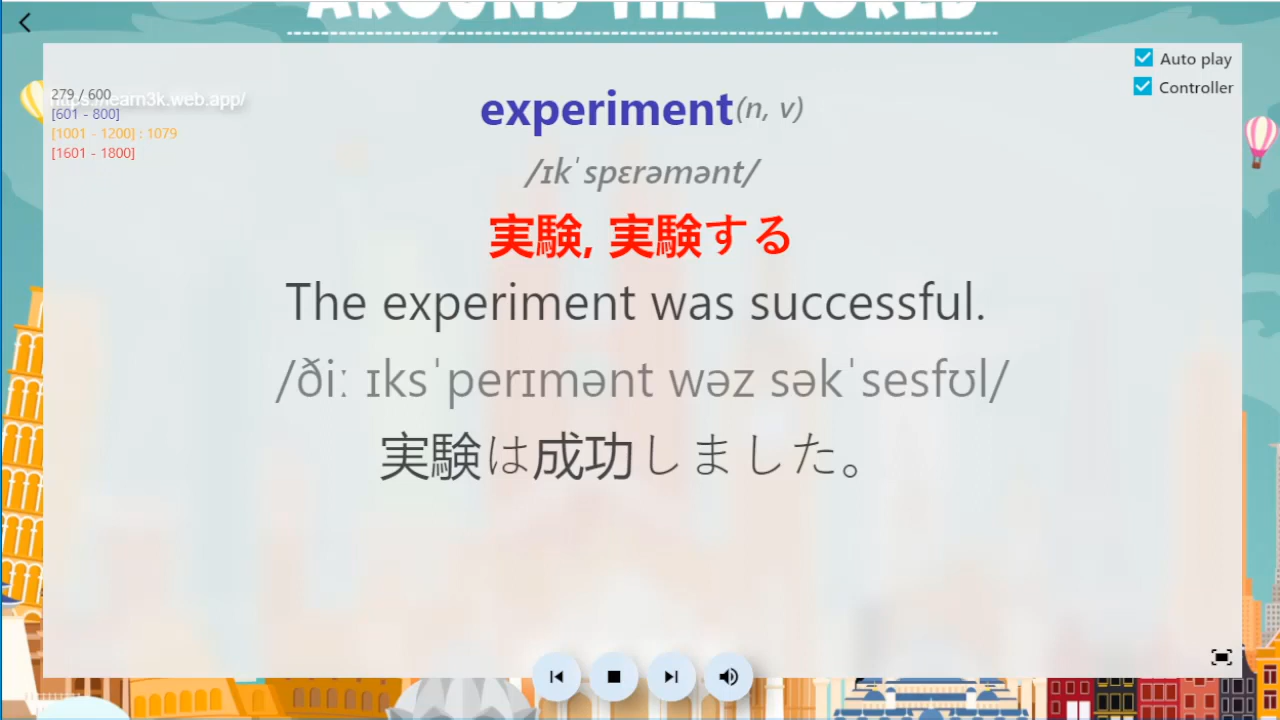 AROUND THE WORLD
Auto play
Controller
279 / 600
https://learn3k.web.app/
[601 - 800]
[1001 - 1200] : 1079
[1601 - 1800]
experiment(n, v)
/ɪkˈspɛrəmənt/
実験, 実験する
The experiment was successful.
/ðiː ɪksˈperɪmənt wəz səkˈsesfʊl/
実験は成功しました。